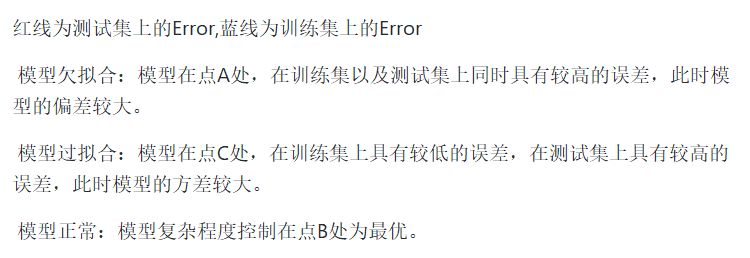 红线为测试集上的Error,蓝线为训练集上的Error
模型欠拟合：模型在点A处，在训练集以及测试集上同时具有较高的误差，此时模
型的偏差较大。
模型过拟合：模型在点C处，在训练集上具有较低的误差，在测试集上具有较高的
误差，此时模型的方差较大。
模型正常：模型复杂程度控制在点B处为最优。